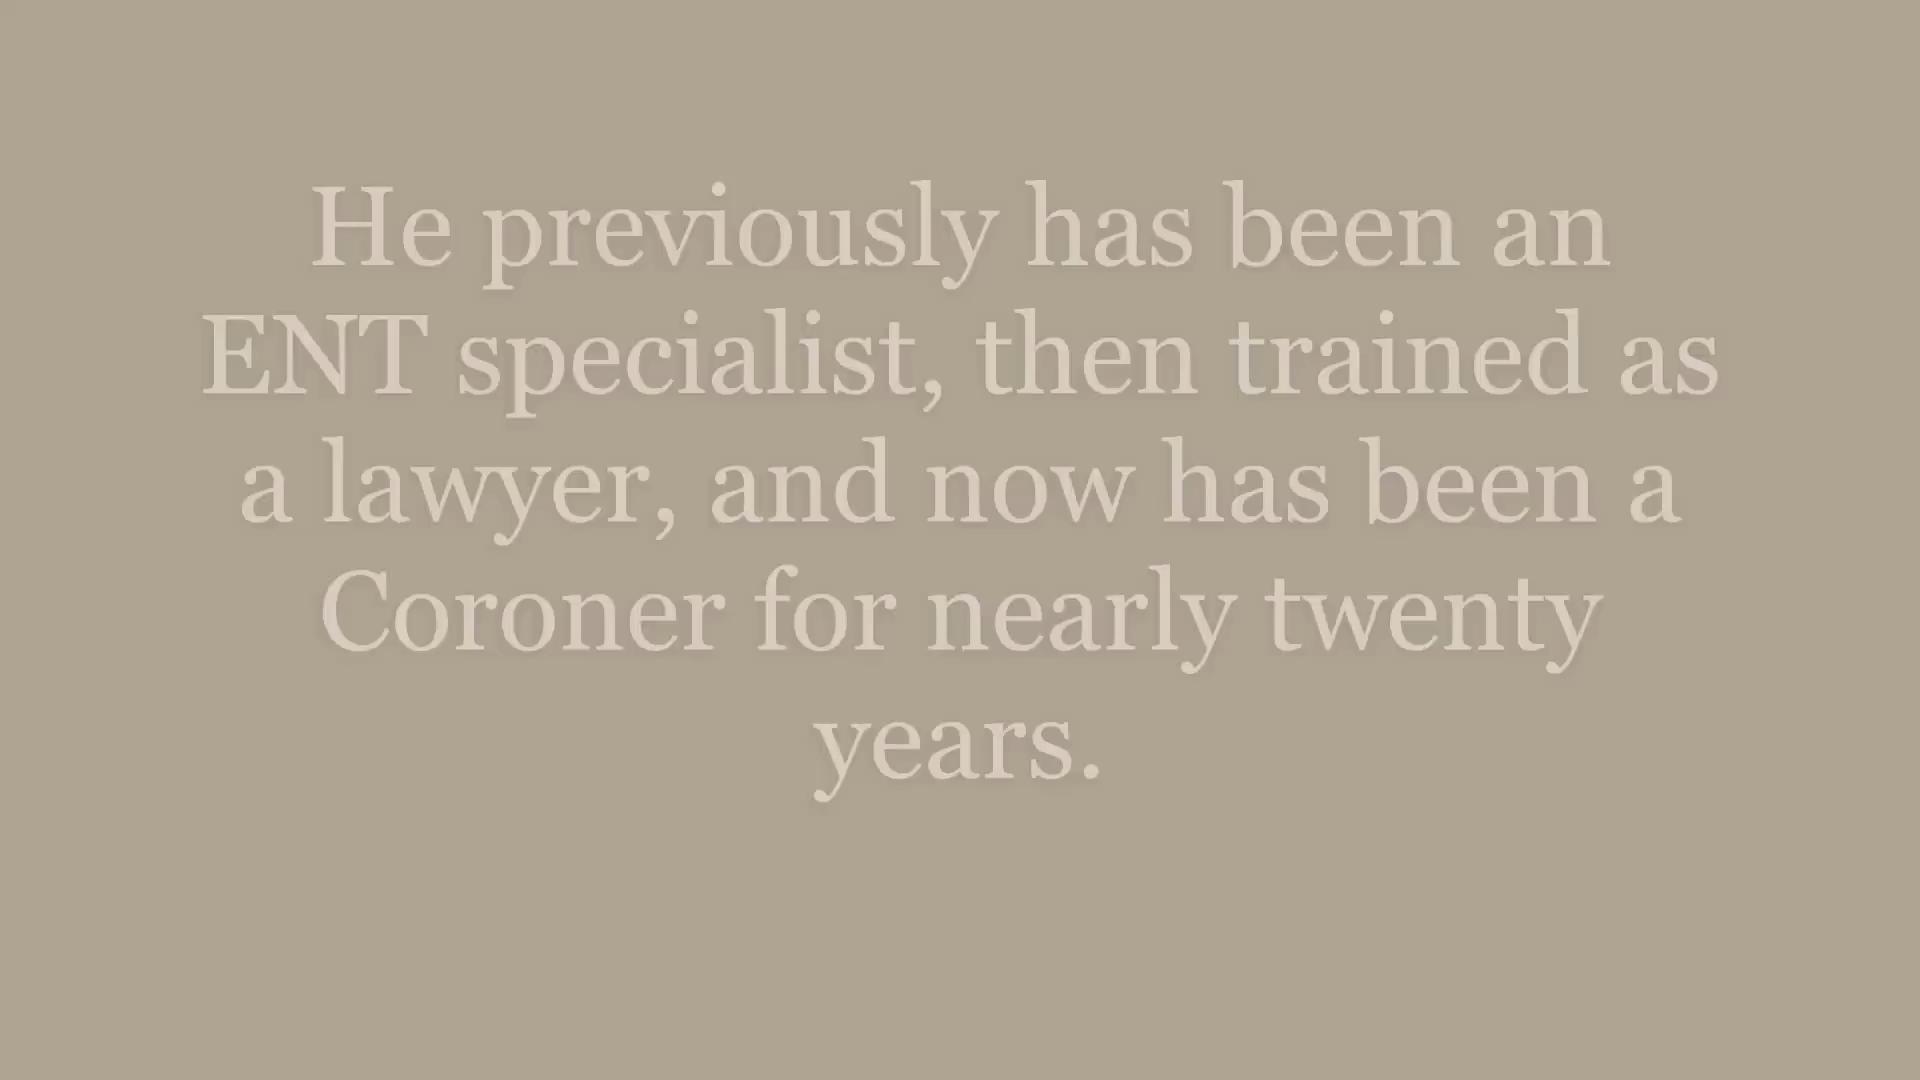 He previously has been an
ENT specialist, then trained as
a lawyer, and now has been a
Coroner for nearly twenty
years.